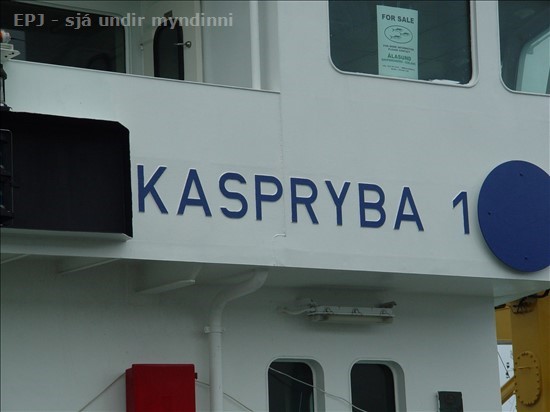 EPJ - sjá undir myndinni
FOR SALE
KASPRYBA 1